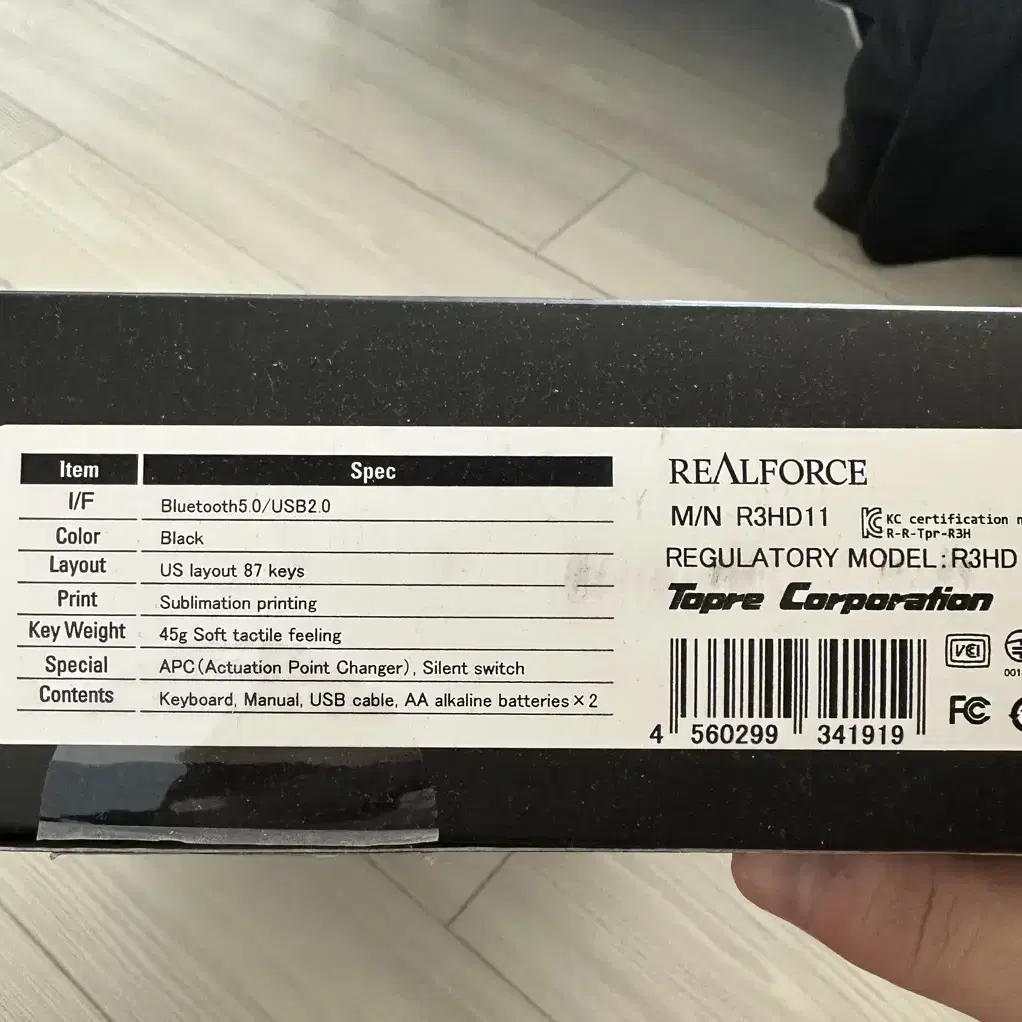 Item Spec
I/F Bluetooth5.0/USB2.0
Color Black
Layout US layout 87 keys
Print Sublimation printing
Key Weight 45g Soft tactile feeling
Special APC(Actuation Point Changer), Silent switch
Contents Keyboard, Manual, USB cable, AA alkaline batteries×2
REALFORCE
M/N R3HD11
KC certification
R-R-Tpr-R3H
REGULATORY MODEL:R3HD
Topre Corporation
VCI
001
FC
4 560299 341919